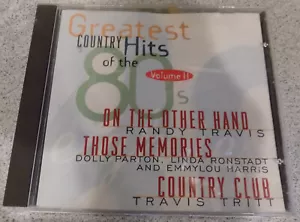 Greatest
COUNTRY Hits
of the
80s
Volume II
ON THE OTHER HAND
RANDY TRAVIS
THOSE MEMORIES
DOLLY PARTON, LINDA RONSTADT
AND EMMYLOU HARRIS
COUNTRY CLUB
TRAVIS TRITT